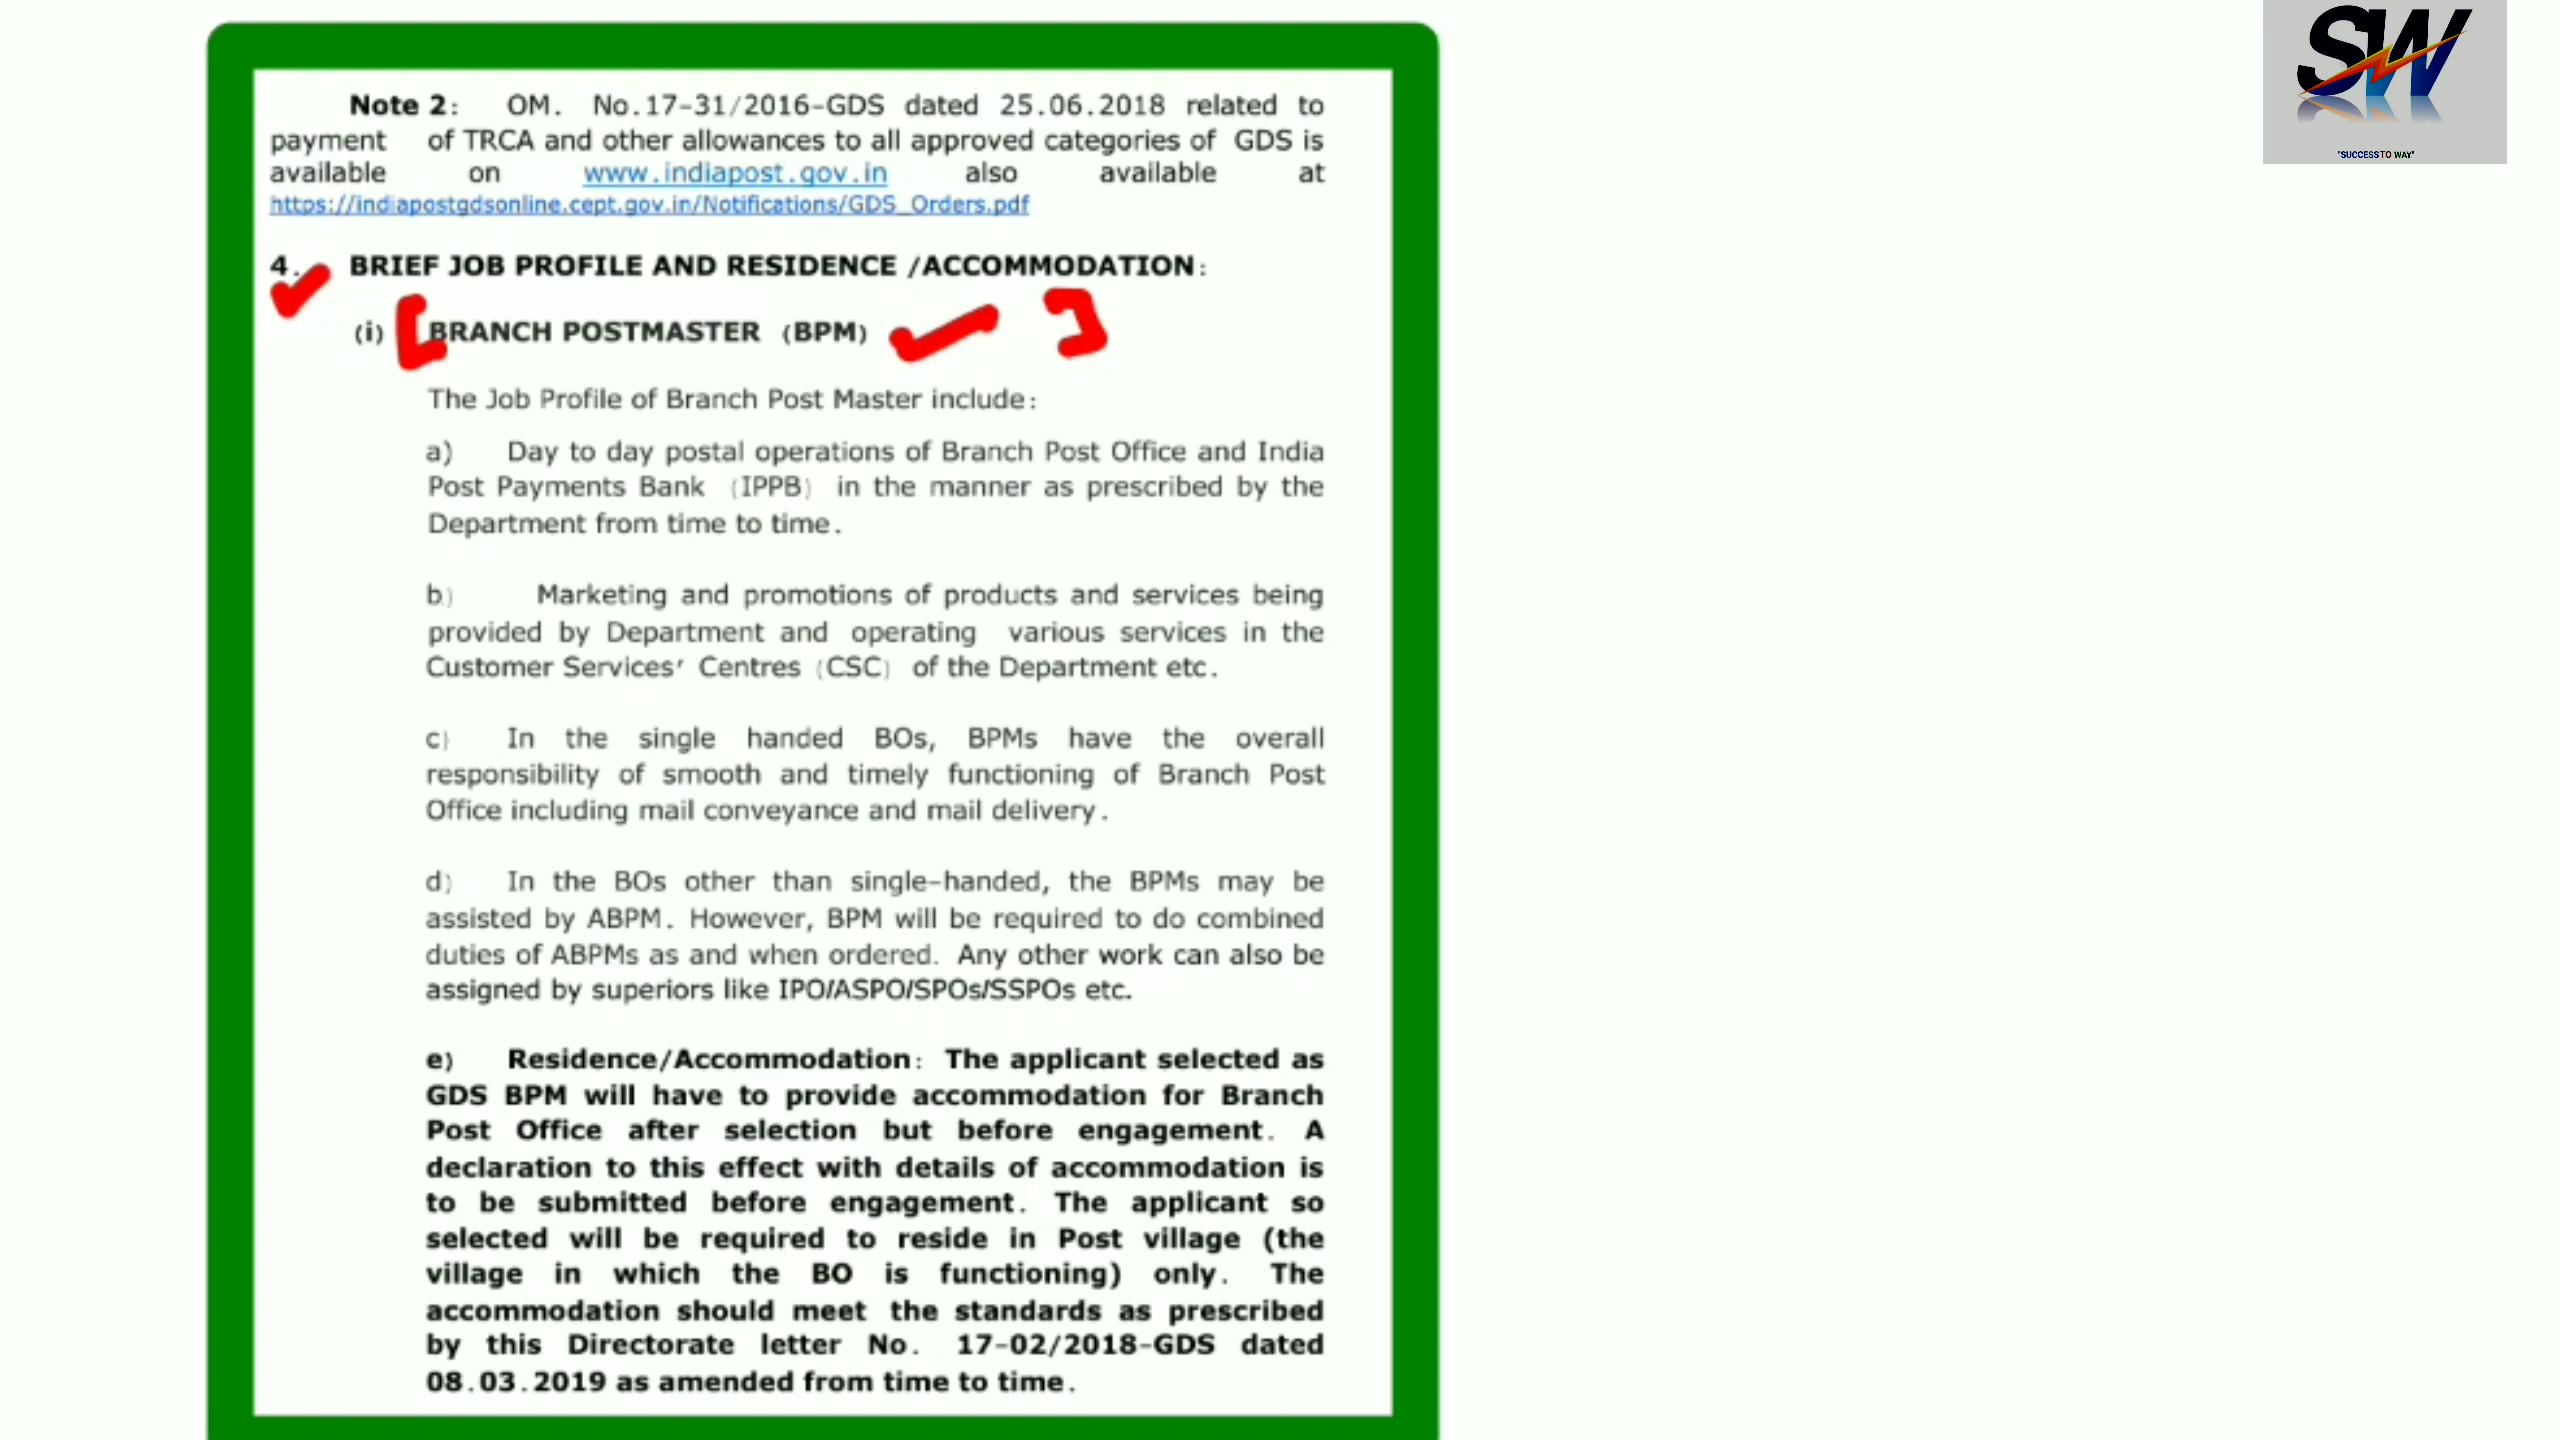 Note 2: OM. No.17-31/2016-GDS dated 25.06.2018 related to
payment of TRCA and other allowances to all approved categories of GDS is
available on www.indiapost.gov.in also available at
https://indiapostgdsonline.cept.gov.in/Notifications/GDS_Orders.pdf
4. BRIEF JOB PROFILE AND RESIDENCE /ACCOMMODATION:
(i) BRANCH POSTMASTER (BPM)
The Job Profile of Branch Post Master include:
a) Day to day postal operations of Branch Post Office and India
Post Payments Bank (IPPB) in the manner as prescribed by the
Department from time to time.
b) Marketing and promotions of products and services being
provided by Department and operating various services in the
Customer Services' Centres (CSC) of the Department etc.
c) In the single handed BOs, BPMs have the overall
responsibility of smooth and timely functioning of Branch Post
Office including mail conveyance and mail delivery.
d) In the BOs other than single-handed, the BPMs may be
assisted by ABPM. However, BPM will be required to do combined
duties of ABPMs as and when ordered. Any other work can also be
assigned by superiors like IPO/ASPO/SPOs/SSPOs etc.
e) Residence/Accommodation: The applicant selected as
GDS BPM will have to provide accommodation for Branch
Post Office after selection but before engagement. A
declaration to this effect with details of accommodation is
to be submitted before engagement. The applicant so
selected will be required to reside in Post village (the
village in which the BO is functioning) only. The
accommodation should meet the standards as prescribed
by this Directorate letter No. 17-02/2018-GDS dated
08.03.2019 as amended from time to time.
SW
"SUCCESS TO WAY"